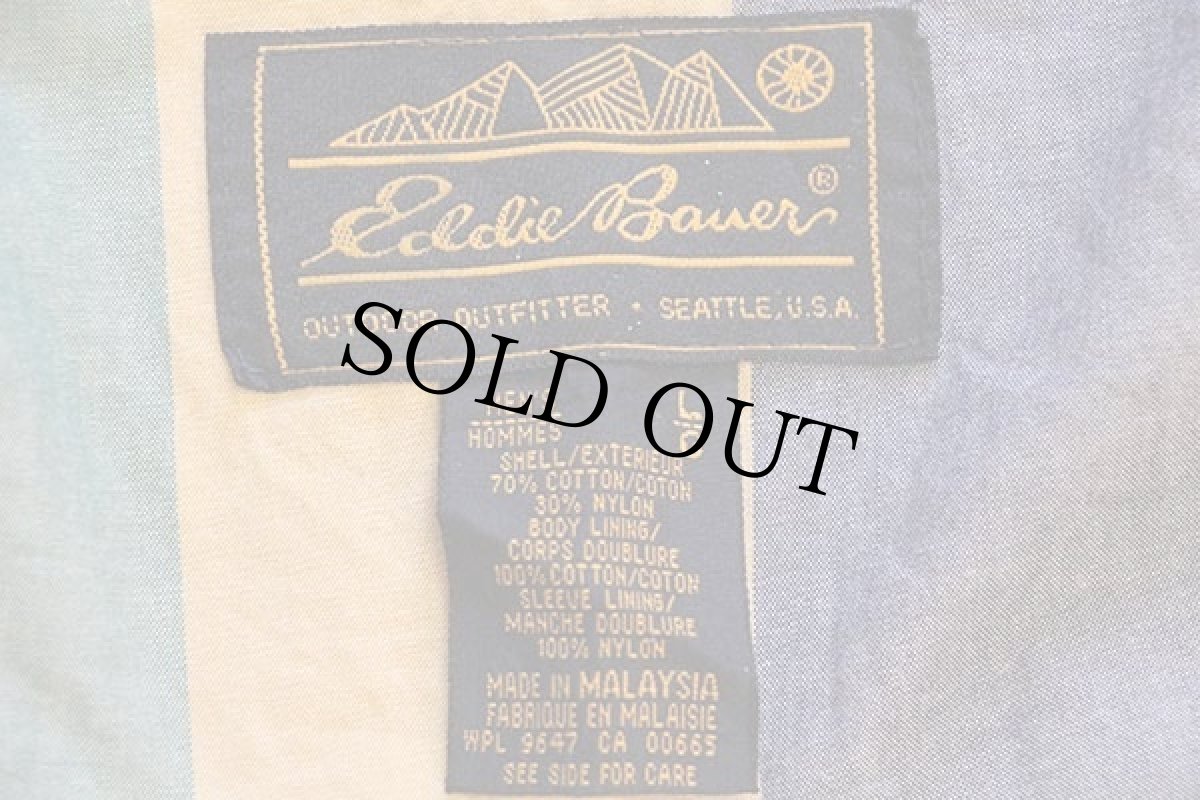 Eddie Bauer ®
OUTDOOR OUTFITTER · SEATTLE, U.S.A.
SOLD OUT
MEN'S L
HOMMES G
SHELL/EXTERIEUR
70% COTTON/COTON
30% NYLON
BODY LINING/
CORPS DOUBLURE
100% COTTON/COTON
SLEEVE LINING/
MANCHE DOUBLURE
100% NYLON
MADE IN MALAYSIA
FABRIQUE EN MALAISIE
WPL 9647 CA 00665
SEE SIDE FOR CARE